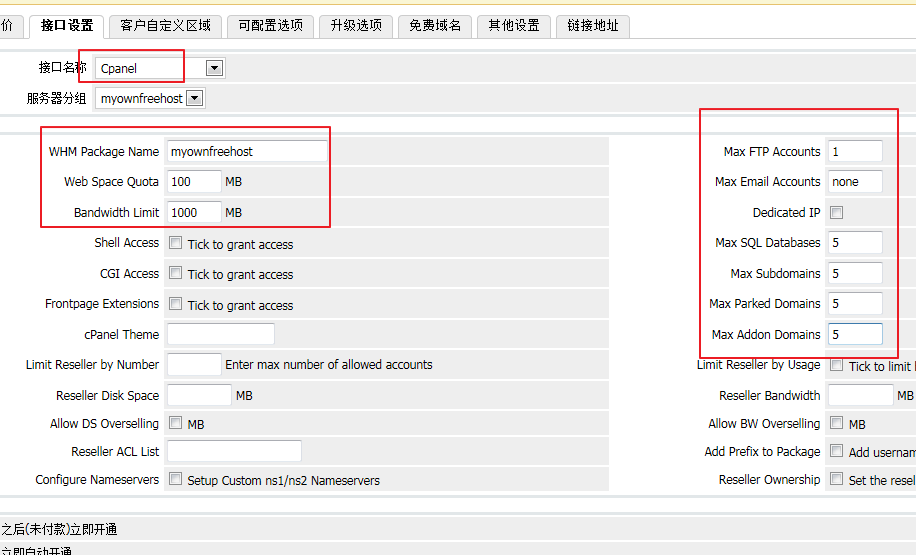 价 接口设置 客户自定义区域 可配置选项 升级选项 免费域名 其他设置 链接地址
接口名称 Cpanel
服务器分组 myownfreehost
WHM Package Name myownfreehost Max FTP Accounts 1
Web Space Quota 100 MB Max Email Accounts none
Bandwidth Limit 1000 MB Dedicated IP
Shell Access Tick to grant access Max SQL Databases 5
CGI Access Tick to grant access Max Subdomains 5
Frontpage Extensions Tick to grant access Max Parked Domains 5
cPanel Theme Max Addon Domains 5
Limit Reseller by Number Enter max number of allowed accounts Limit Reseller by Usage Tick to limit
Reseller Disk Space MB Reseller Bandwidth MB
Allow DS Overselling MB Allow BW Overselling MB
Reseller ACL List Add Prefix to Package Add usernam
Configure Nameservers Setup Custom ns1/ns2 Nameservers Reseller Ownership Set the resel
之后(未付款)立即开通
立即自动开通